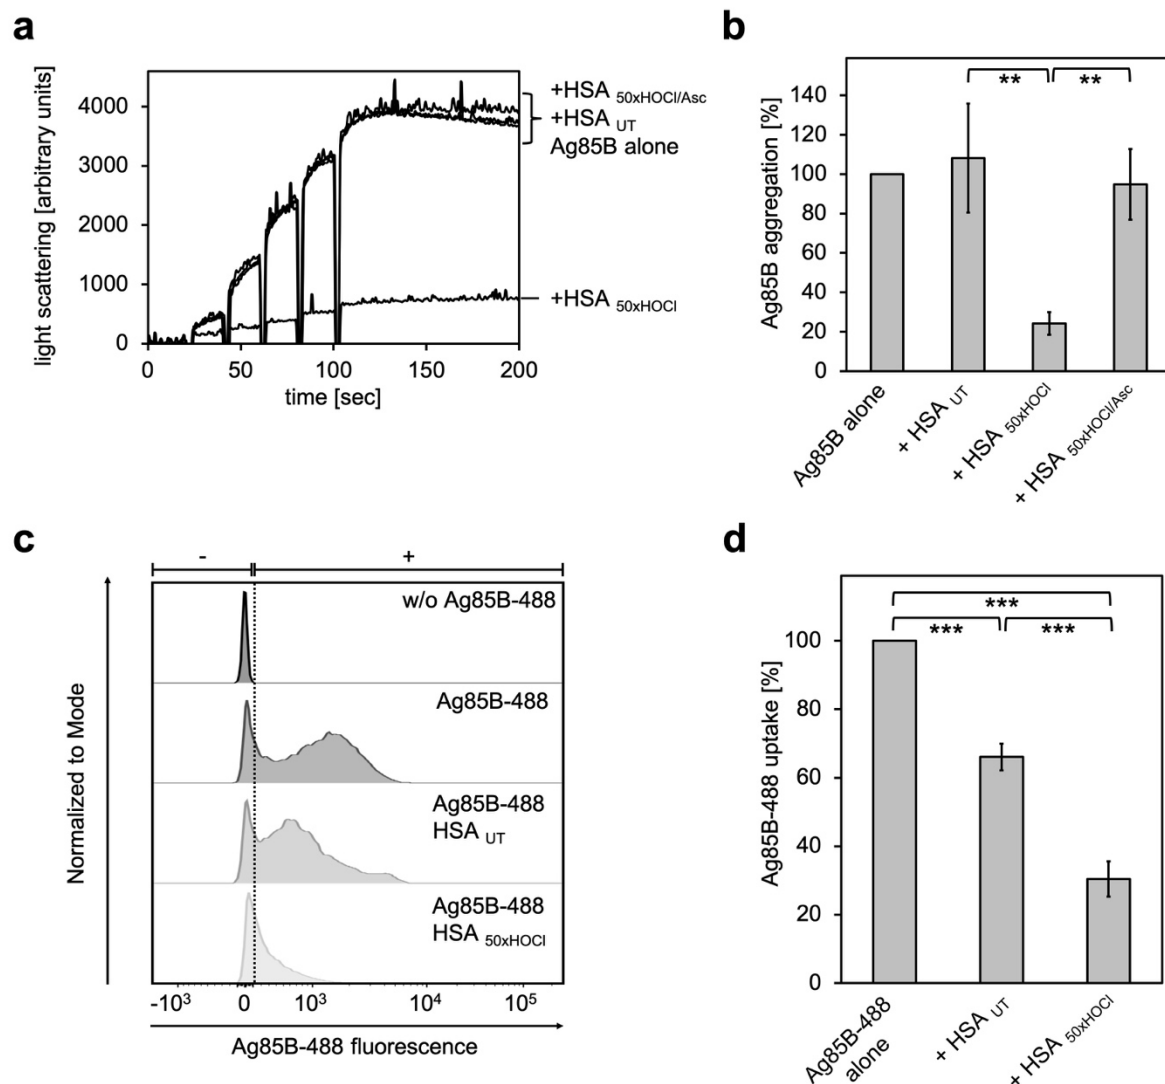 a
light scattering [arbitrary units]
4000
3000
2000
1000
0
0 50 100 150 200
time [sec]
+HSA 50xHOCl/Asc
+HSA UT
Ag85B alone
+HSA 50xHOCl
b
** **
Ag85B aggregation [%]
140
120
100
80
60
40
20
0
Ag85B alone
+ HSA UT
+ HSA 50xHOCl
+ HSA 50xHOCl/Asc
c
- +
Normalized to Mode
w/o Ag85B-488
Ag85B-488
Ag85B-488
HSA UT
Ag85B-488
HSA 50xHOCl
-10³ 0 10³ 10⁴ 10⁵
Ag85B-488 fluorescence
d
***
*** ***
Ag85B-488 uptake [%]
100
80
60
40
20
0
Ag85B-488
alone
+ HSA UT
+ HSA 50xHOCl